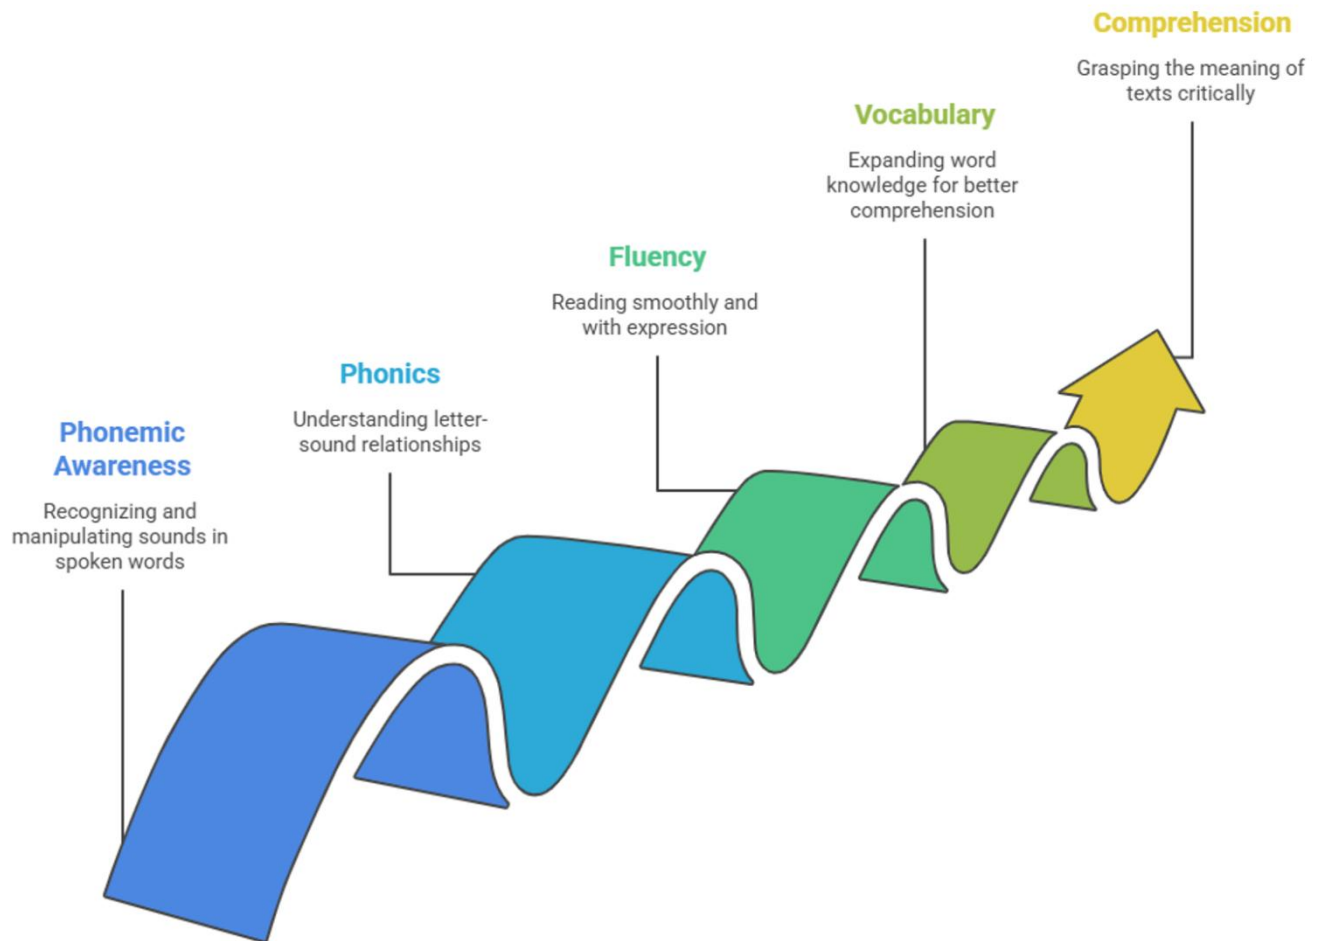 Comprehension
Grasping the meaning of
texts critically
Vocabulary
Expanding word
knowledge for better
comprehension
Fluency
Reading smoothly and
with expression
Phonics
Understanding letter-
sound relationships
Phonemic
Awareness
Recognizing and
manipulating sounds in
spoken words